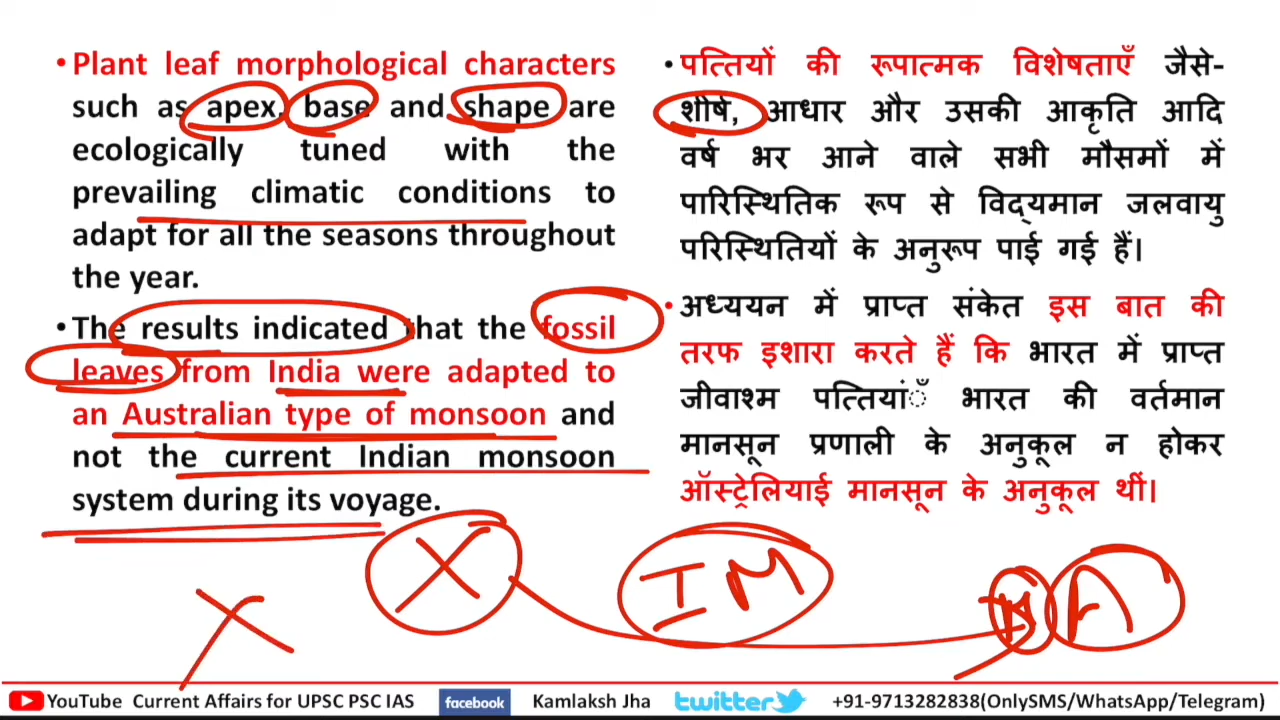 •Plant leaf morphological characters
such as apex, base and shape are
ecologically tuned with the
prevailing climatic conditions to
adapt for all the seasons throughout
the year.
•The results indicated that the fossil
leaves from India were adapted to
an Australian type of monsoon and
not the current Indian monsoon
system during its voyage.
•पत्तियों की रूपात्मक विशेषताएँ जैसे-
शीर्ष, आधार और उसकी आकृति आदि
वर्ष भर आने वाले सभी मौसमों में
पारिस्थितिक रूप से विद्यमान जलवायु
परिस्थितियों के अनुरूप पाई गई हैं।
•अध्ययन में प्राप्त संकेत इस बात की
तरफ इशारा करते हैं कि भारत में प्राप्त
जीवाश्म पत्तियांँ भारत की वर्तमान
मानसून प्रणाली के अनुकूल न होकर
ऑस्ट्रेलियाई मानसून के अनुकूल थीं।
X X IM A
YouTube Current Affairs for UPSC PSC IAS facebook Kamlaksh Jha twitter +91-9713282838(OnlySMS/WhatsApp/Telegram)